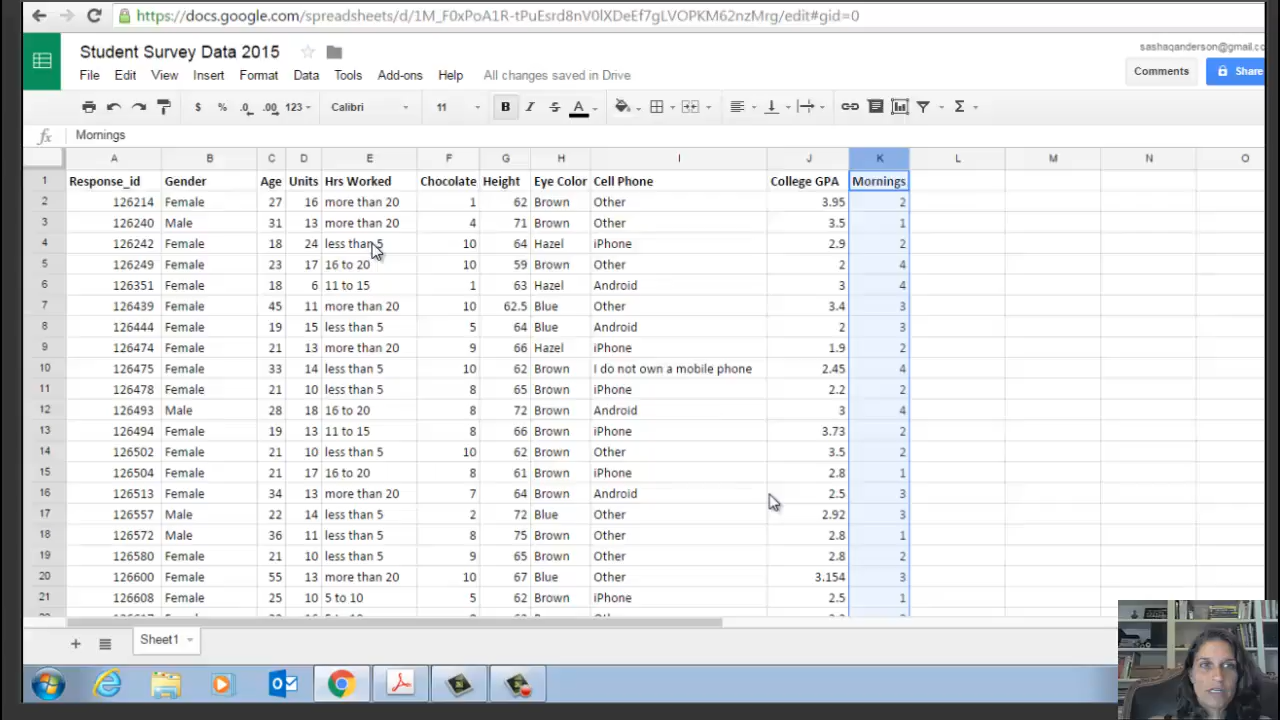 https://docs.google.com/spreadsheets/d/1M_F0xPoA1R-tPuEsrd8nV0lXDeEf7gLVOPKM62nzMrg/edit#gid=0
Student Survey Data 2015
sashaqanderson@gmail.co
File Edit View Insert Format Data Tools Add-ons Help All changes saved in Drive
Comments Share
$ % .0 .00 123 Calibri 11 B I S A Σ
fx Mornings
A B C D E F G H I J K L M N O
1 Response_id Gender Age Units Hrs Worked Chocolate Height Eye Color Cell Phone College GPA Mornings
2 126214 Female 27 16 more than 20 1 62 Brown Other 3.95 2
3 126240 Male 31 13 more than 20 4 71 Brown Other 3.5 1
4 126242 Female 18 24 less than 5 10 64 Hazel iPhone 2.9 2
5 126249 Female 23 17 16 to 20 10 59 Brown Other 2 4
6 126351 Female 18 6 11 to 15 1 63 Hazel Android 3 4
7 126439 Female 45 11 more than 20 10 62.5 Blue Other 3.4 3
8 126444 Female 19 15 less than 5 5 64 Blue Android 2 3
9 126474 Female 21 13 more than 20 9 66 Hazel iPhone 1.9 2
10 126475 Female 33 14 less than 5 10 62 Brown I do not own a mobile phone 2.45 4
11 126478 Female 21 10 less than 5 8 65 Brown iPhone 2.2 2
12 126493 Male 28 18 16 to 20 8 72 Brown Android 3 4
13 126494 Female 19 13 11 to 15 8 66 Brown iPhone 3.73 2
14 126502 Female 21 10 less than 5 10 62 Brown Other 3.5 2
15 126504 Female 21 17 16 to 20 8 61 Brown iPhone 2.8 1
16 126513 Female 34 13 more than 20 7 64 Brown Android 2.5 3
17 126557 Male 22 14 less than 5 2 72 Blue Other 2.92 3
18 126572 Male 36 11 less than 5 8 75 Brown Other 2.8 1
19 126580 Female 21 10 less than 5 9 65 Brown Other 2.8 2
20 126600 Female 55 13 more than 20 10 67 Blue Other 3.154 3
21 126608 Female 25 10 5 to 10 5 62 Brown iPhone 2.5 1
Sheet1